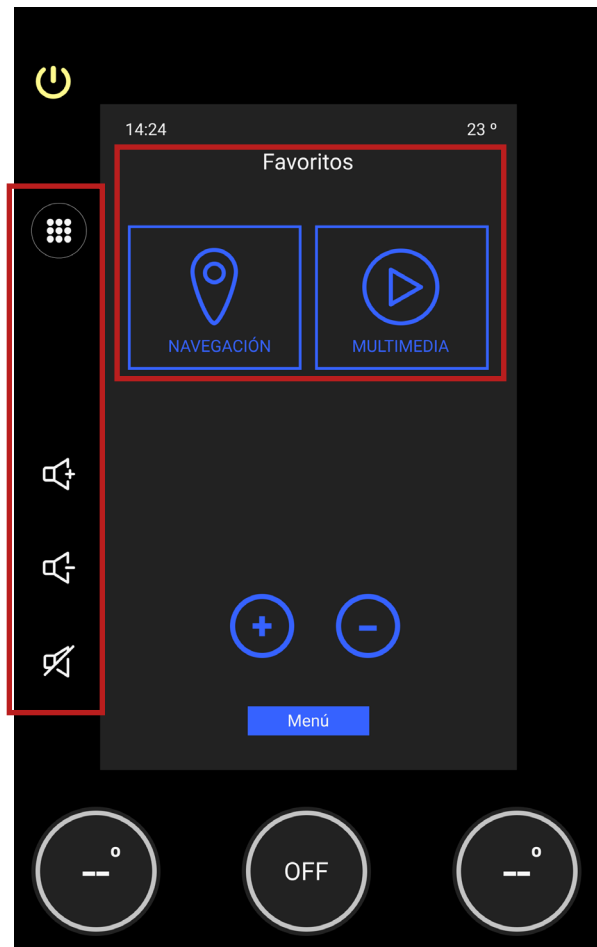 14:24 23 º
Favoritos
NAVEGACIÓN MULTIMEDIA
+ -
Menú
--º OFF --º